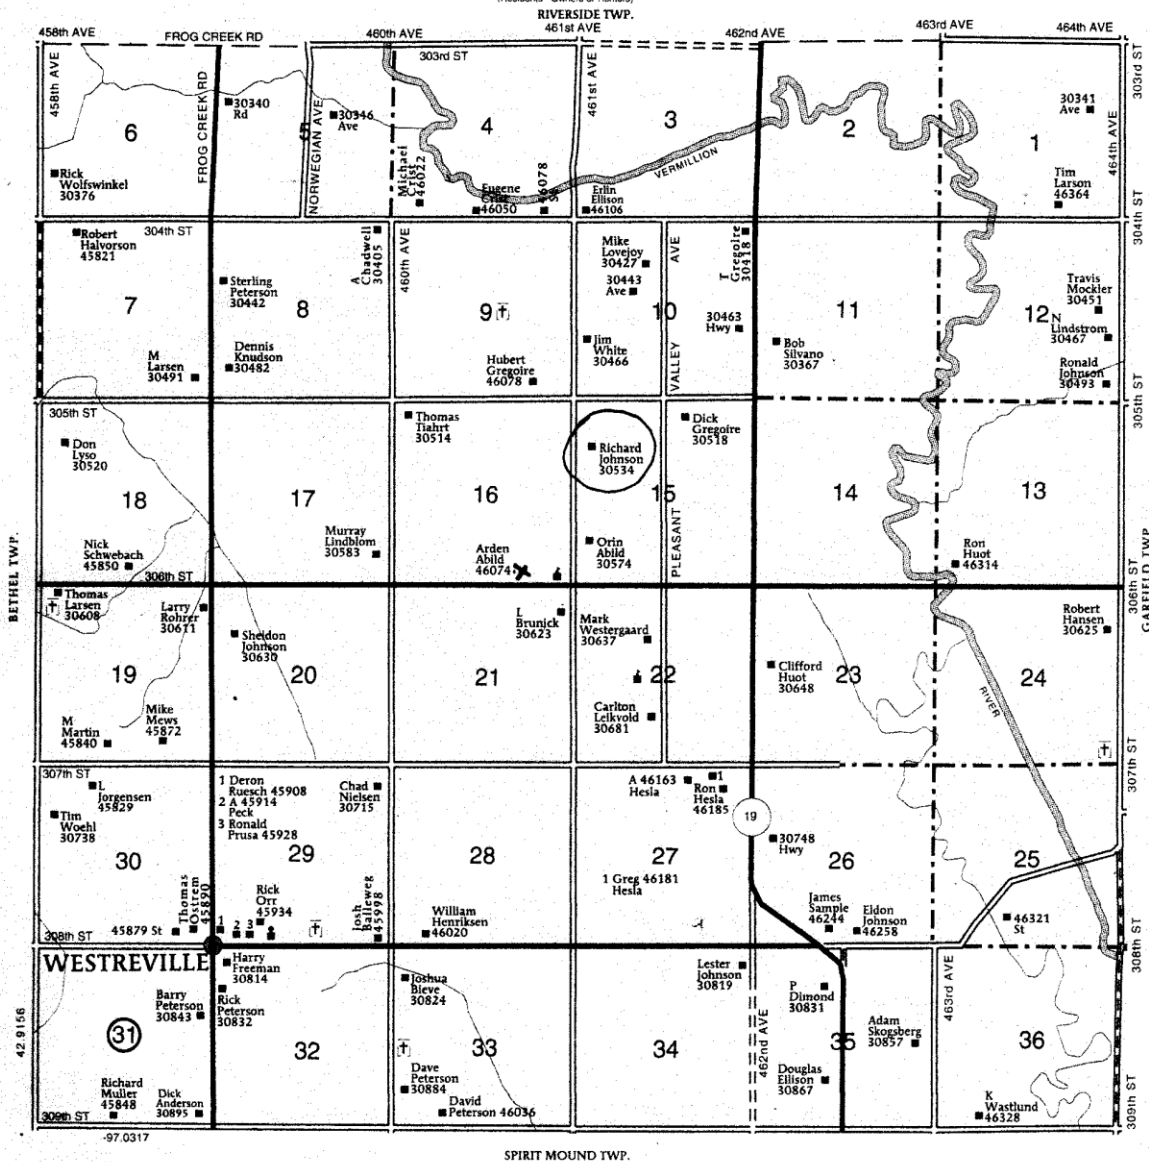 RIVERSIDE TWP.
458th AVE
FROG CREEK RD
460th AVE
461st AVE
462nd AVE
463rd AVE
464th AVE
303rd ST
303rd ST
458th AVE
FROG CREEK RD
NORWEGIAN AVE
461st AVE
464th AVE
6
5
4
3
2
1
30340
Rd
30346
Ave
30341
Ave
Rick
Wolfswinkel
30376
Michael
Crist
46022
Eugene
Crist
46050
46078
St
Erlin
Ellison
46106
VERMILLION
Tim
Larson
46364
304th ST
304th ST
Robert
Halvorson
45821
Sterling
Peterson
30442
A
Chadwell
30405
460th AVE
Mike
Lovejoy
30427
30443
Ave
AVE
T
Gregoire
30418
30463
Hwy
Travis
Mockler
30451
N
Lindstrom
30467
7
8
9
10
11
12
M
Larsen
30491
Dennis
Knudson
30482
Hubert
Gregoire
46078
Jim
White
30466
VALLEY
Bob
Silvano
30367
Ronald
Johnson
30493
305th ST
305th ST
Don
Lyso
30520
Thomas
Tiahrt
30514
Richard
Johnson
30534
Dick
Gregoire
30518
18
17
16
15
14
13
Nick
Schwebach
45850
Murray
Lindblom
30583
Arden
Abild
46074
Orin
Abild
30574
PLEASANT
Ron
Huot
46314
BETHEL TWP.
306th ST
306th ST
GARFIELD TWP.
Thomas
Larsen
30608
Larry
Rohrer
30611
Sheldon
Johnson
30630
L
Brunick
30623
Mark
Westergaard
30637
Clifford
Huot
30648
Robert
Hansen
30625
19
20
21
22
23
24
M
Martin
45840
Mike
Mews
45872
Carlton
Leikvold
30681
RIVER
307th ST
307th ST
L
Jorgensen
45829
Tim
Woehl
30738
1 Deron
Ruesch 45908
2 A 45914
Peck
3 Ronald
Prusa 45928
Chad
Nielsen
30715
A 46163
Hesla
1
Ron
Hesla
46185
19
30748
Hwy
30
29
28
27
26
25
1 Greg 46181
Hesla
Thomas
Ostrem
45890
45879 St
1
2
3
Rick
Orr
45934
Josh
Balleweg
45998
William
Henriksen
46020
James
Sample
46244
Eldon
Johnson
46258
46321
St
308th ST
308th ST
WESTREVILLE
Harry
Freeman
30814
Barry
Peterson
30843
Rick
Peterson
30832
Joshua
Bleve
30824
Lester
Johnson
30819
P
Dimond
30831
Adam
Skogsberg
30857
463rd AVE
462nd AVE
42.9156
31
32
33
34
35
36
Richard
Muller
45848
Dick
Anderson
30895
Dave
Peterson
30884
David
Peterson 46036
Douglas
Ellison
30867
K
Wastlund
46328
309th ST
309th ST
-97.0317
SPIRIT MOUND TWP.